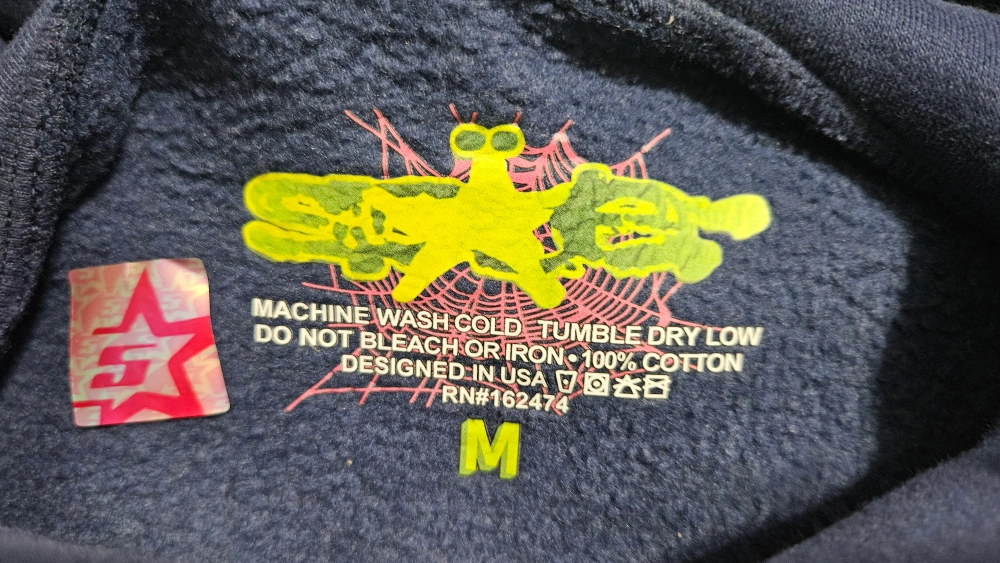 MACHINE WASH COLD TUMBLE DRY LOW
DO NOT BLEACH OR IRON • 100% COTTON
DESIGNED IN USA
RN#162474
M